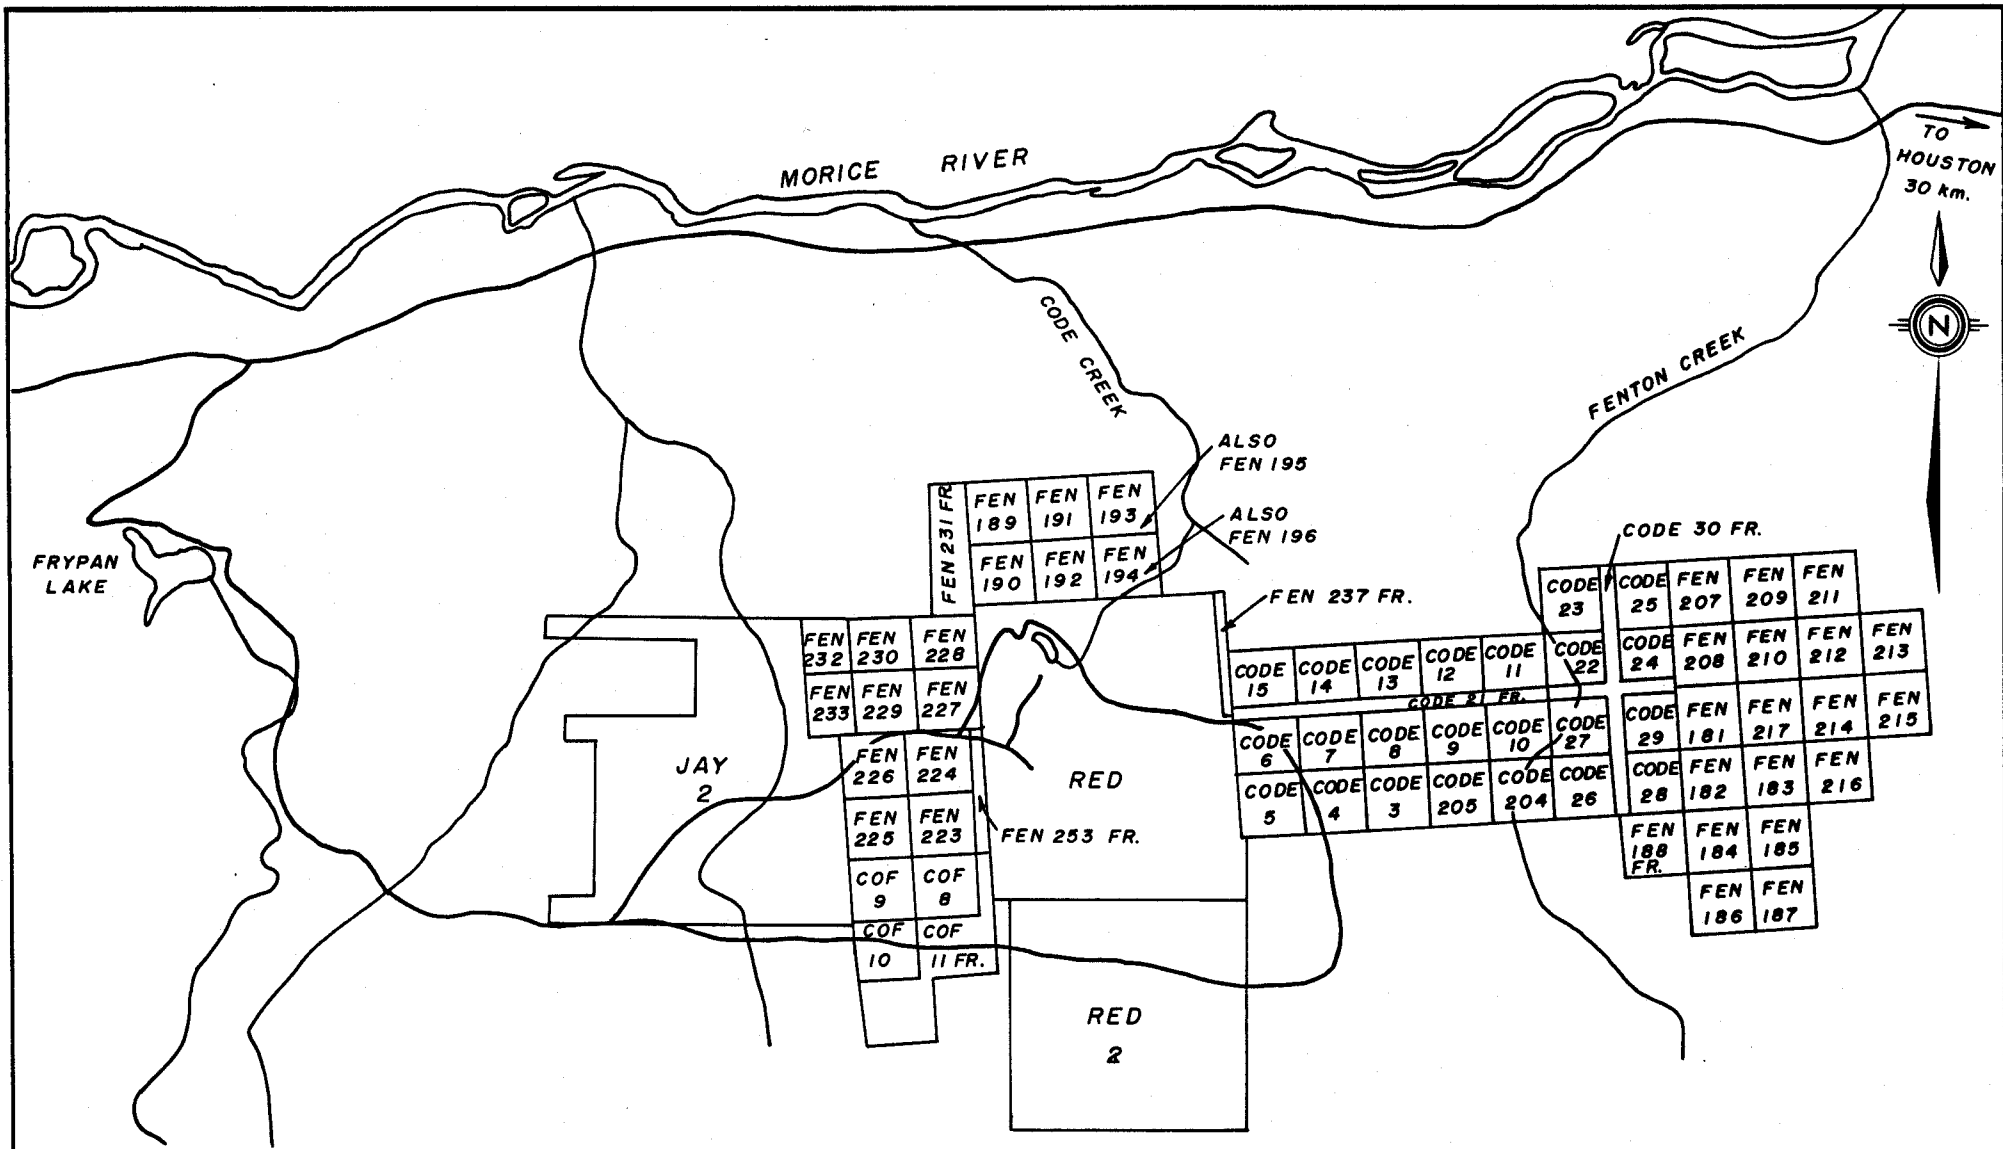 MORICE RIVER
TO
HOUSTON
30 km.
N
CODE CREEK
FENTON CREEK
FRYPAN
LAKE
ALSO
FEN 195
ALSO
FEN 196
FEN 231 FR
FEN
189
FEN
191
FEN
193
FEN
190
FEN
192
FEN
194
FEN 237 FR.
CODE 30 FR.
CODE
23
CODE
25
FEN
207
FEN
209
FEN
211
FEN
232
FEN
230
FEN
228
CODE
15
CODE
14
CODE
13
CODE
12
CODE
11
CODE
22
CODE
24
FEN
208
FEN
210
FEN
212
FEN
213
FEN
233
FEN
229
FEN
227
CODE 21 FR.
CODE
6
CODE
7
CODE
8
CODE
9
CODE
10
CODE
27
CODE
29
FEN
181
FEN
217
FEN
214
FEN
215
JAY
2
FEN
226
FEN
224
RED
CODE
5
CODE
4
CODE
3
CODE
205
CODE
204
CODE
26
CODE
28
FEN
182
FEN
183
FEN
216
FEN
225
FEN
223
FEN 253 FR.
FEN
188
FR.
FEN
184
FEN
185
COF
9
COF
8
FEN
186
FEN
187
COF
10
COF
11 FR.
RED
2